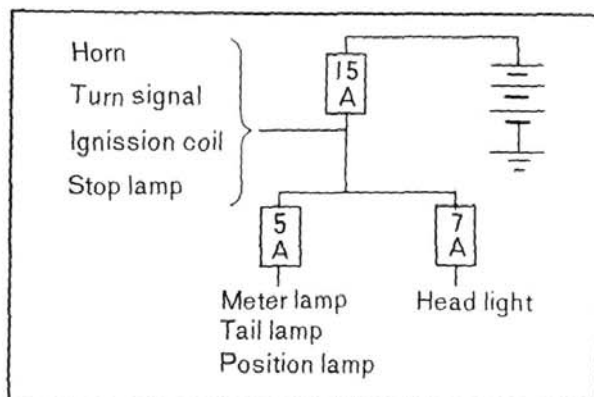 Horn
Turn signal
Ignission coil
Stop lamp
15
A
5
A
7
A
Meter lamp
Tail lamp
Position lamp
Head light